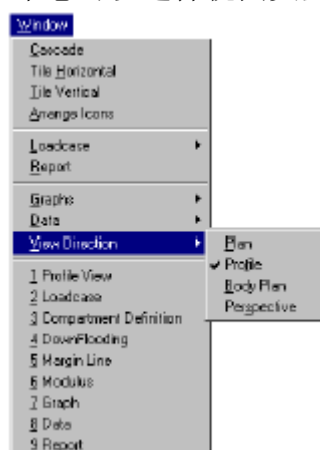 Window
Cascade
Tile Horizontal
Tile Vertical
Arrange Icons
Loadcase
Report
Graphs
Data
View Direction
Plan
Profile
Body Plan
Perspective
1 Profile View
2 Loadcase
3 Compartment Definition
4 DownFlooding
5 Margin Line
6 Modulus
7 Graph
8 Data
9 Report